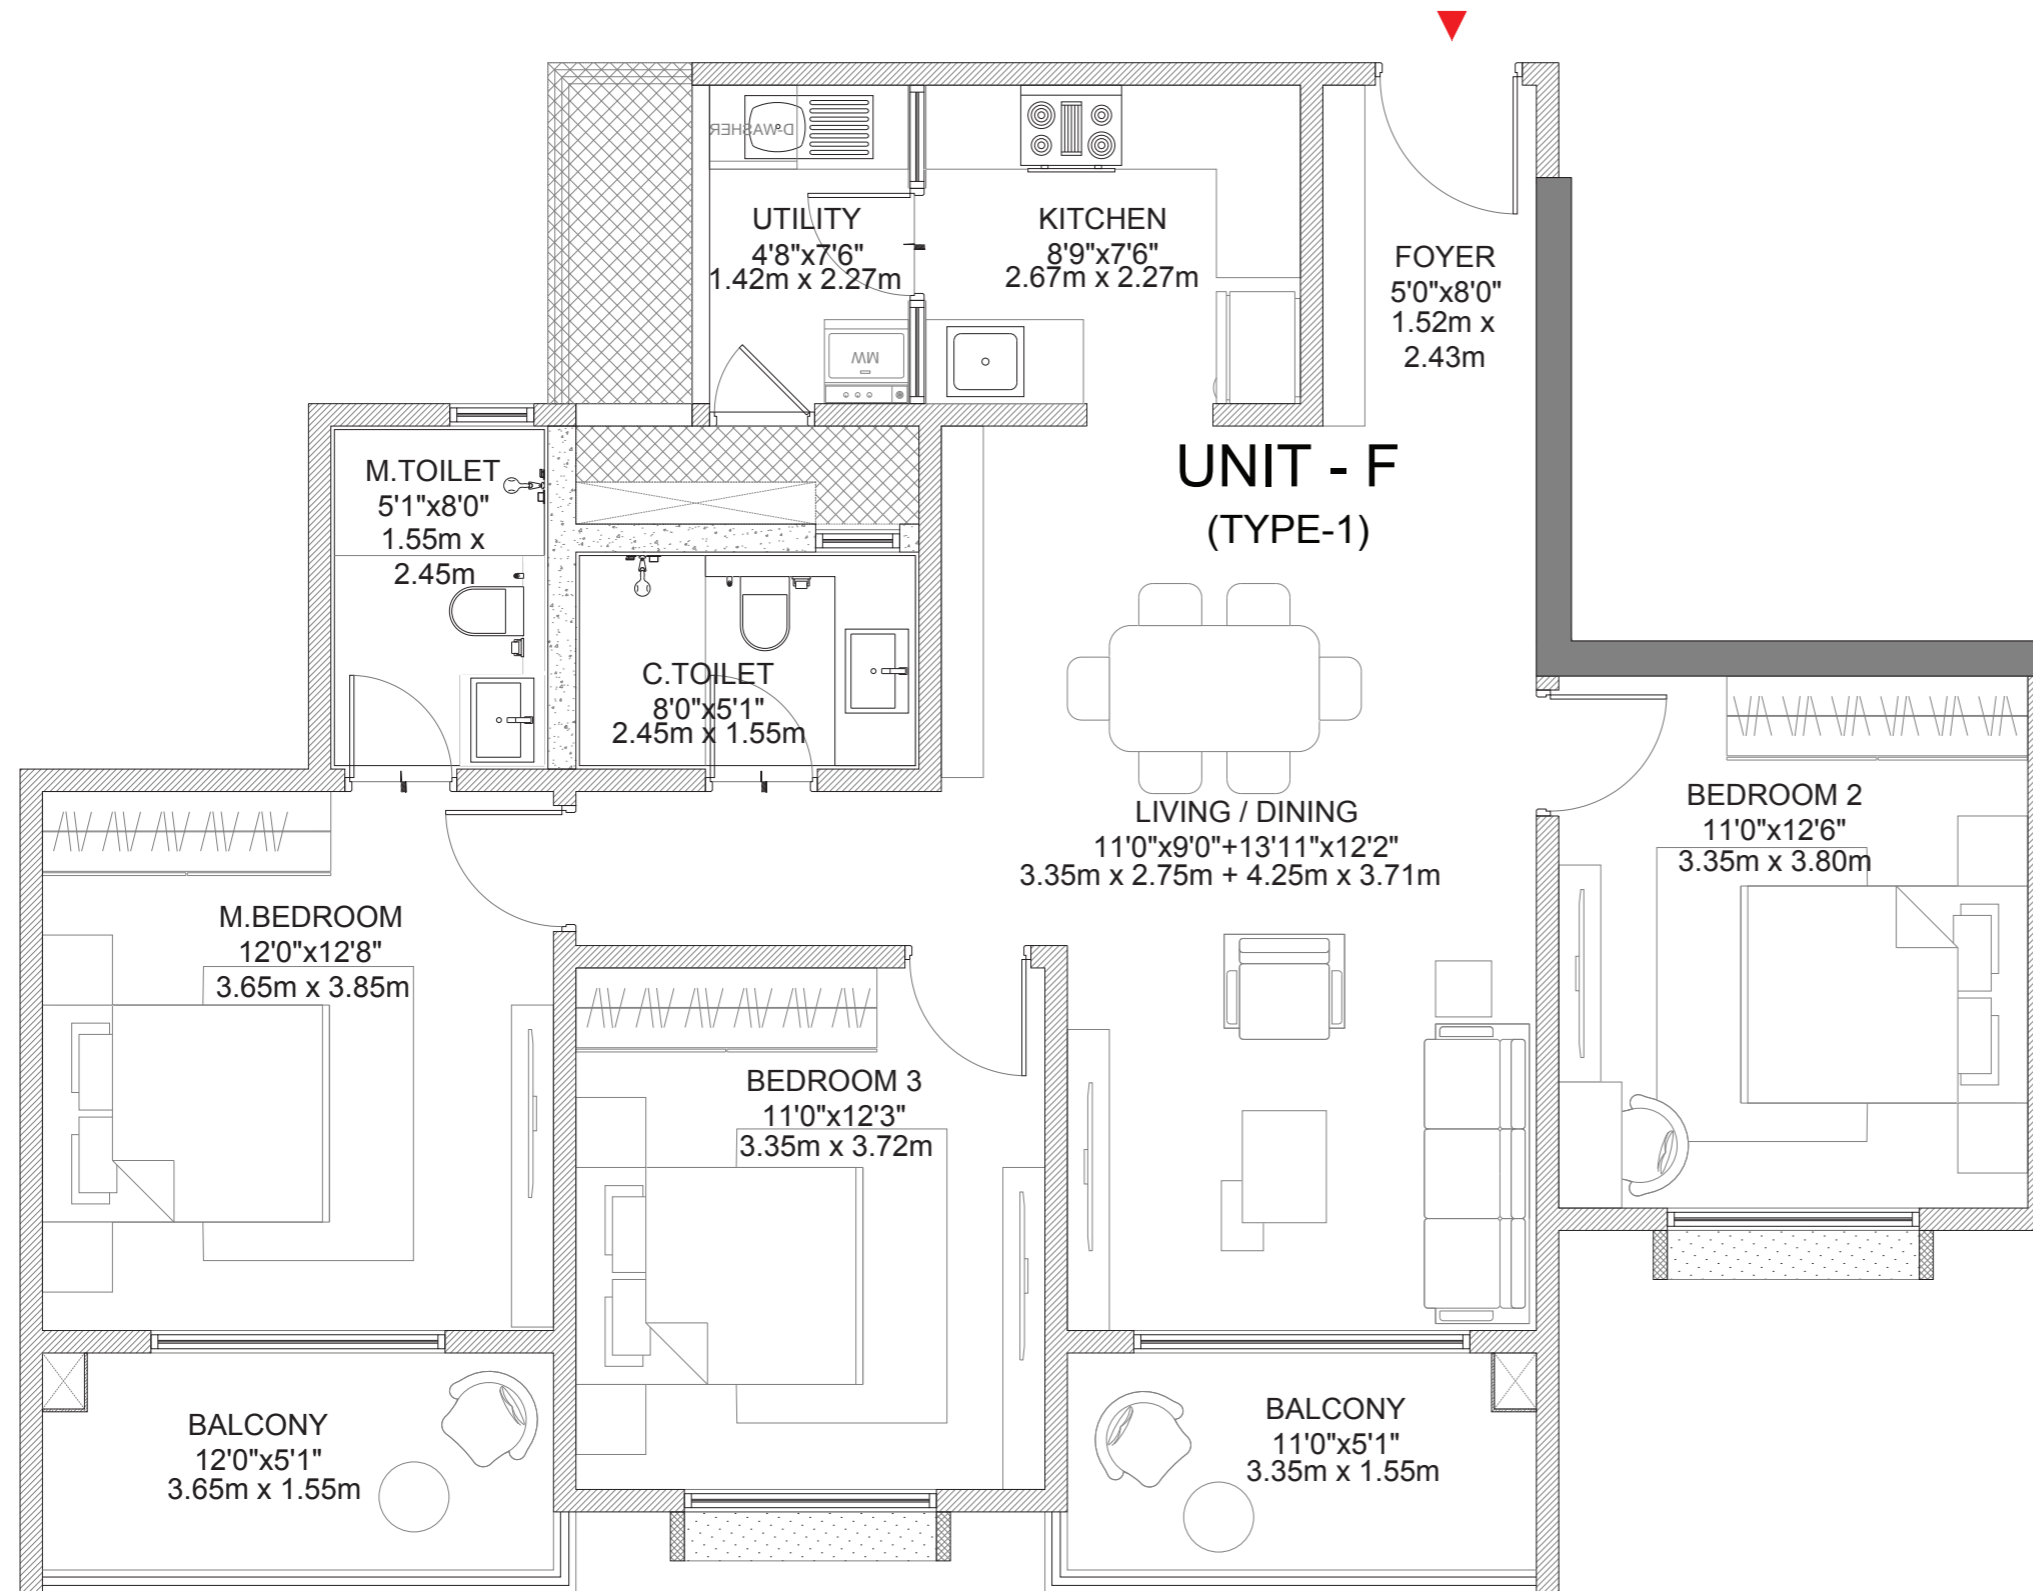 D-WASHER
UTILITY
4'8"x7'6"
1.42m x 2.27m
KITCHEN
8'9"x7'6"
2.67m x 2.27m
FOYER
5'0"x8'0"
1.52m x
2.43m
MW
UNIT - F
(TYPE-1)
M.TOILET
5'1"x8'0"
1.55m x
2.45m
C.TOILET
8'0"x5'1"
2.45m x 1.55m
LIVING / DINING
11'0"x9'0"+13'11"x12'2"
3.35m x 2.75m + 4.25m x 3.71m
BEDROOM 2
11'0"x12'6"
3.35m x 3.80m
M.BEDROOM
12'0"x12'8"
3.65m x 3.85m
BEDROOM 3
11'0"x12'3"
3.35m x 3.72m
BALCONY
12'0"x5'1"
3.65m x 1.55m
BALCONY
11'0"x5'1"
3.35m x 1.55m